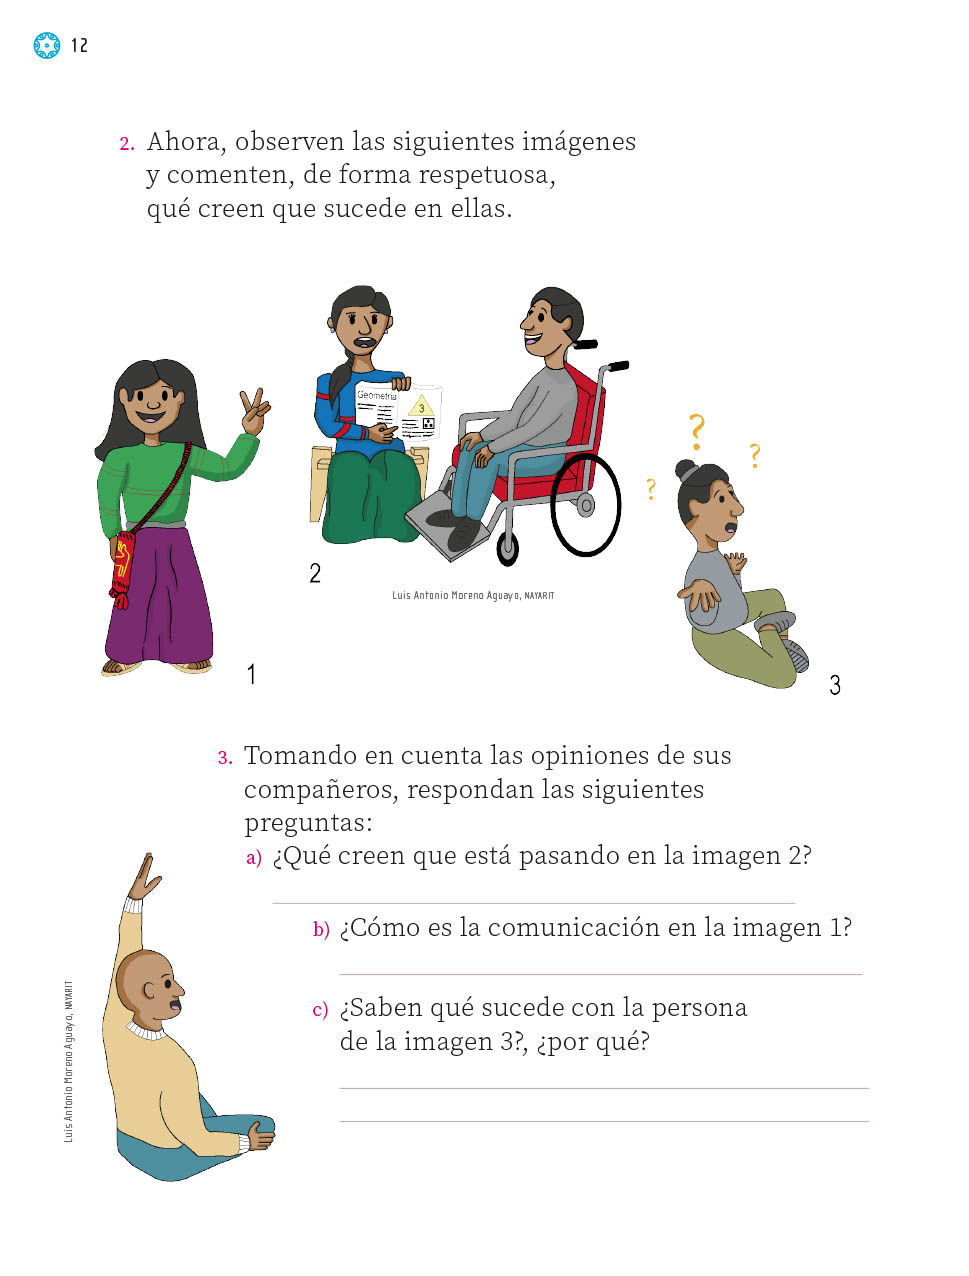 12
2. Ahora, observen las siguientes imágenes
y comenten, de forma respetuosa,
qué creen que sucede en ellas.
Geometría
3
?
?
?
2
Luis Antonio Moreno Aguayo, NAYARIT
1
3
3. Tomando en cuenta las opiniones de sus
compañeros, respondan las siguientes
preguntas:
a) ¿Qué creen que está pasando en la imagen 2?
b) ¿Cómo es la comunicación en la imagen 1?
c) ¿Saben qué sucede con la persona
de la imagen 3?, ¿por qué?
Luis Antonio Moreno Aguayo, NAYARIT